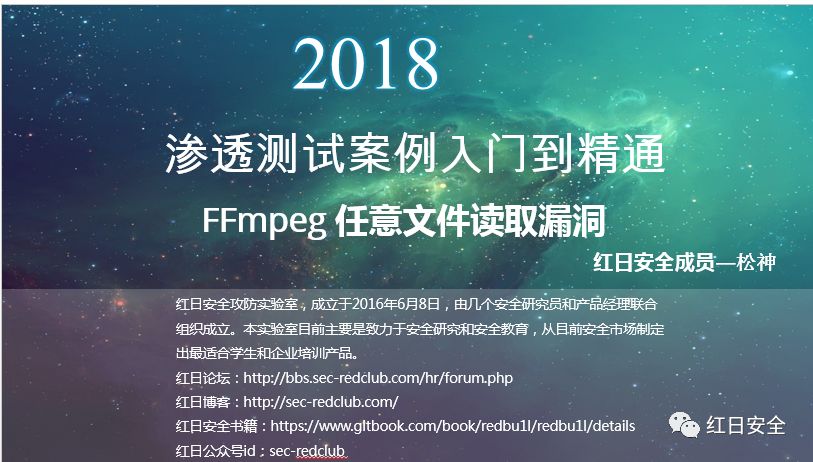 2018
渗透测试案例入门到精通
FFmpeg 任意文件读取漏洞
红日安全成员—松神
红日安全攻防实验室，成立于2016年6月8日，由几个安全研究员和产品经理联合
组织成立。本实验室目前主要是致力于安全研究和安全教育，从目前安全市场制定
出最适合学生和企业培训产品。
红日论坛：http://bbs.sec-redclub.com/hr/forum.php
红日博客：http://sec-redclub.com/
红日安全书籍：https://www.gltbook.com/book/redbu1l/redbu1l/details
红日公众号id；sec-redclub
红日安全